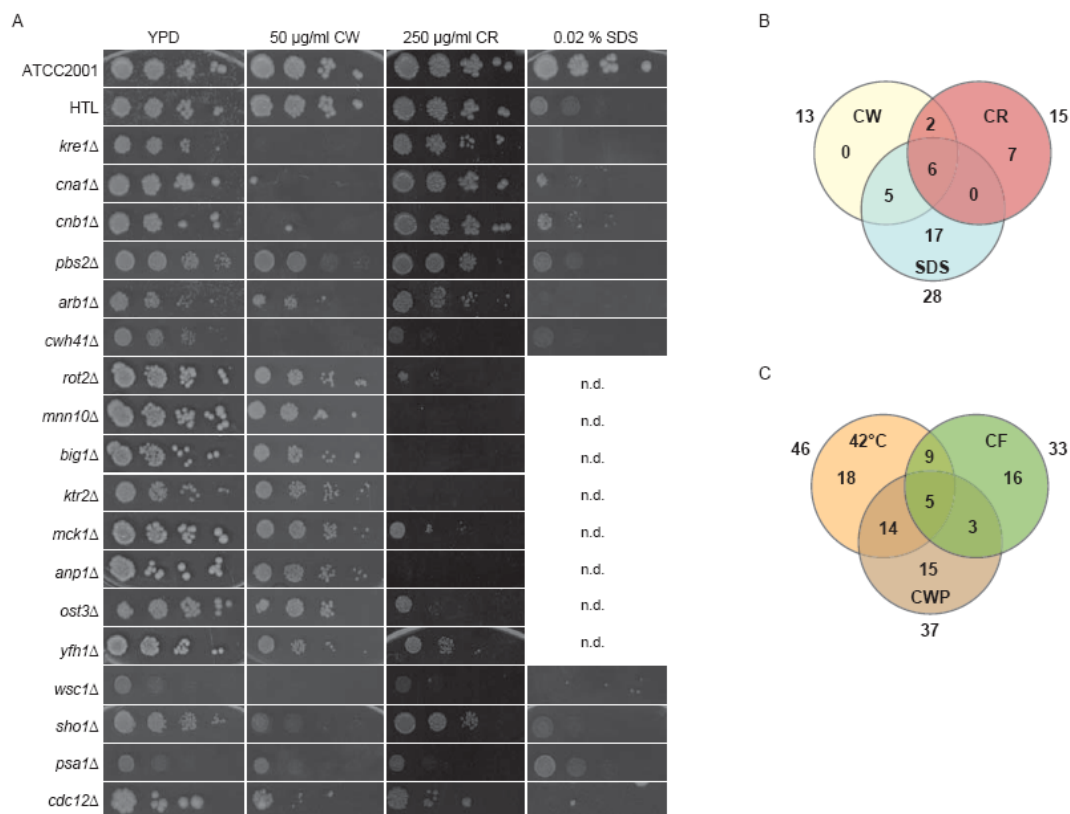 A
YPD 50 µg/ml CW 250 µg/ml CR 0.02 % SDS
ATCC2001
HTL
kre1Δ
cna1Δ
cnb1Δ
pbs2Δ
arb1Δ
cwh41Δ
rot2Δ n.d.
mnn10Δ n.d.
big1Δ n.d.
ktr2Δ n.d.
mck1Δ n.d.
anp1Δ n.d.
ost3Δ n.d.
yfh1Δ n.d.
wsc1Δ
sho1Δ
psa1Δ
cdc12Δ
B
13 CW 2 CR 15
0 6 7
5 0
17
SDS
28
C
46 42°C 9 CF 33
18 5 16
14 3
15
CWP
37